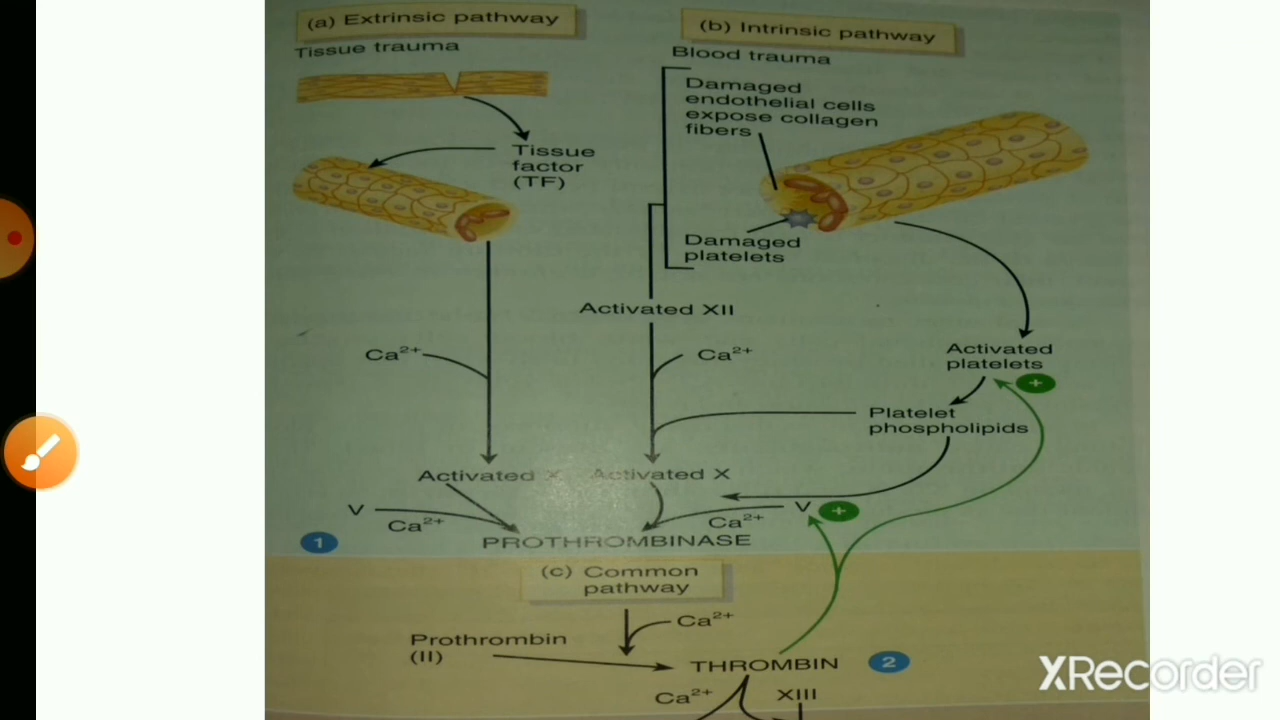 (a) Extrinsic pathway
Tissue trauma
Tissue
factor
(TF)
Ca2+
Activated X
V
Ca2+
(b) Intrinsic pathway
Blood trauma
Damaged
endothelial cells
expose collagen
fibers
Damaged
platelets
Activated XII
Ca2+
Activated
platelets
+
Platelet
phospholipids
Activated X
Ca2+
V
+
1
PROTHROMBINASE
(c) Common
pathway
Ca2+
Prothrombin
(II)
THROMBIN
2
Ca2+
XIII
XRecorder